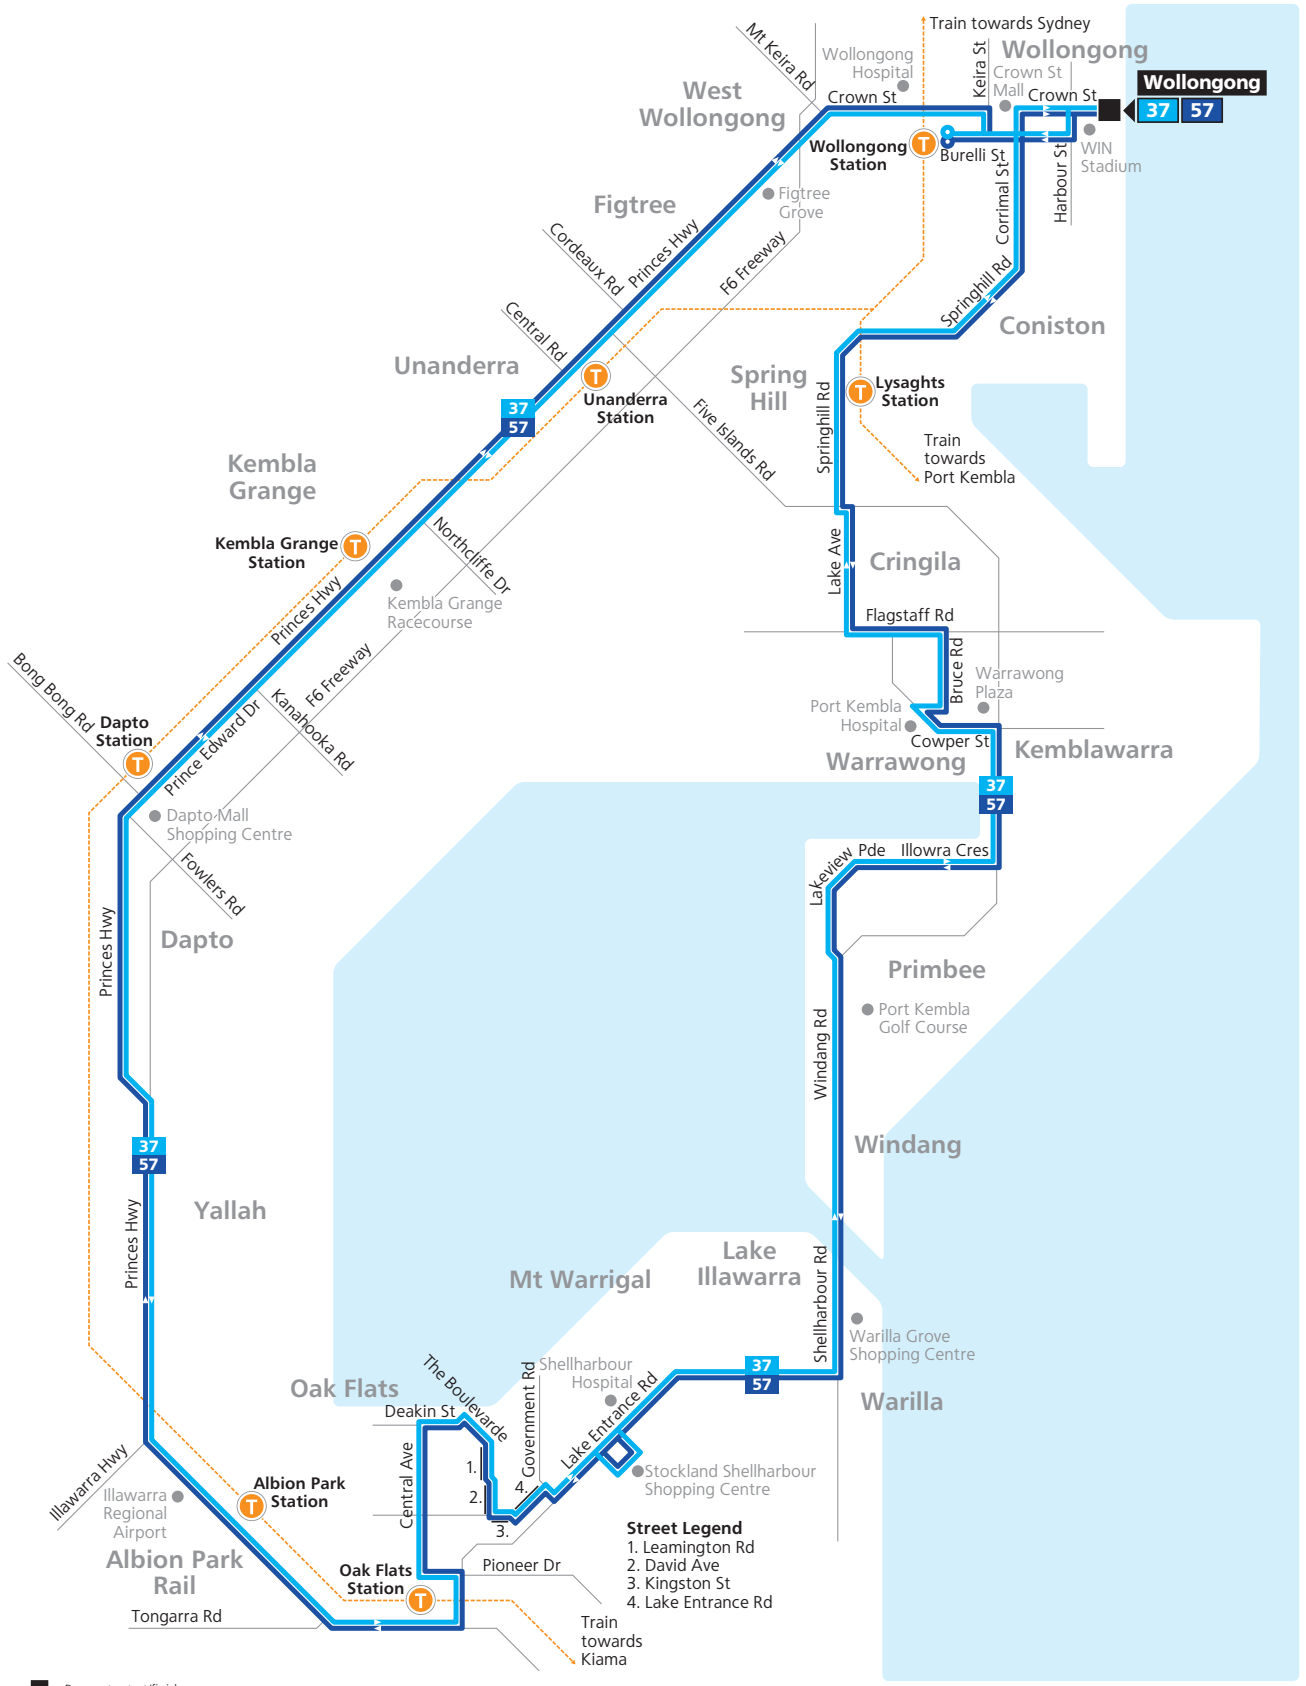 Train towards Sydney
Wollongong
Mt Keira Rd
Wollongong
Hospital
Keira St
Crown St
Mall
Crown St
Wollongong
37 57
West
Wollongong
Crown St
Wollongong
Station
T
Burelli St
WIN
Stadium
Harbour St
Corrimal St
Figtree
Figtree
Grove
Cordeaux Rd
Princes Hwy
F6 Freeway
Springhill Rd
Coniston
Central Rd
Unanderra
T
Unanderra
Station
37
57
Spring
Hill
Springhill Rd
T
Lysaghts
Station
Five Islands Rd
Train
towards
Port Kembla
Kembla
Grange
Kembla Grange
Station
T
Northcliffe Dr
Kembla Grange
Racecourse
Princes Hwy
Lake Ave
Cringila
Flagstaff Rd
Bruce Rd
Warrawong
Plaza
Port Kembla
Hospital
Cowper St
Warrawong
Kemblawarra
Bong Bong Rd
Dapto
Station
T
Prince Edward Dr
Kanahooka Rd
F6 Freeway
Dapto Mall
Shopping Centre
Fowlers Rd
37
57
Lakeview
Pde
Illowra Cres
Princes Hwy
Dapto
Primbee
Port Kembla
Golf Course
Windang Rd
37
57
Windang
Yallah
Princes Hwy
Lake
Illawarra
Mt Warrigal
Shellharbour Rd
Warilla Grove
Shopping Centre
Warilla
37
57
Shellharbour
Hospital
Government Rd
Lake Entrance Rd
Oak Flats
The Boulevarde
Deakin St
Central Ave
1.
2.
3.
4.
Stockland Shellharbour
Shopping Centre
Illawarra Hwy
Illawarra
Regional
Airport
Albion Park
Station
T
Albion Park
Rail
Oak Flats
Station
T
Pioneer Dr
Tongarra Rd
Street Legend
1. Leamington Rd
2. David Ave
3. Kingston St
4. Lake Entrance Rd
Train
towards
Kiama